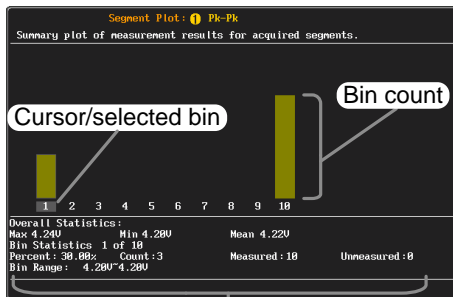 Segment Plot: 1 Pk-Pk
Summary plot of measurement results for acquired segments.
Bin count
Cursor/selected bin
1 2 3 4 5 6 7 8 9 10
Overall Statistics:
Max 4.24V Min 4.20V Mean 4.22V
Bin Statistics 1 of 10
Percent: 30.00% Count:3 Measured:10 Unmeasured:0
Bin Range: 4.20V~4.20V